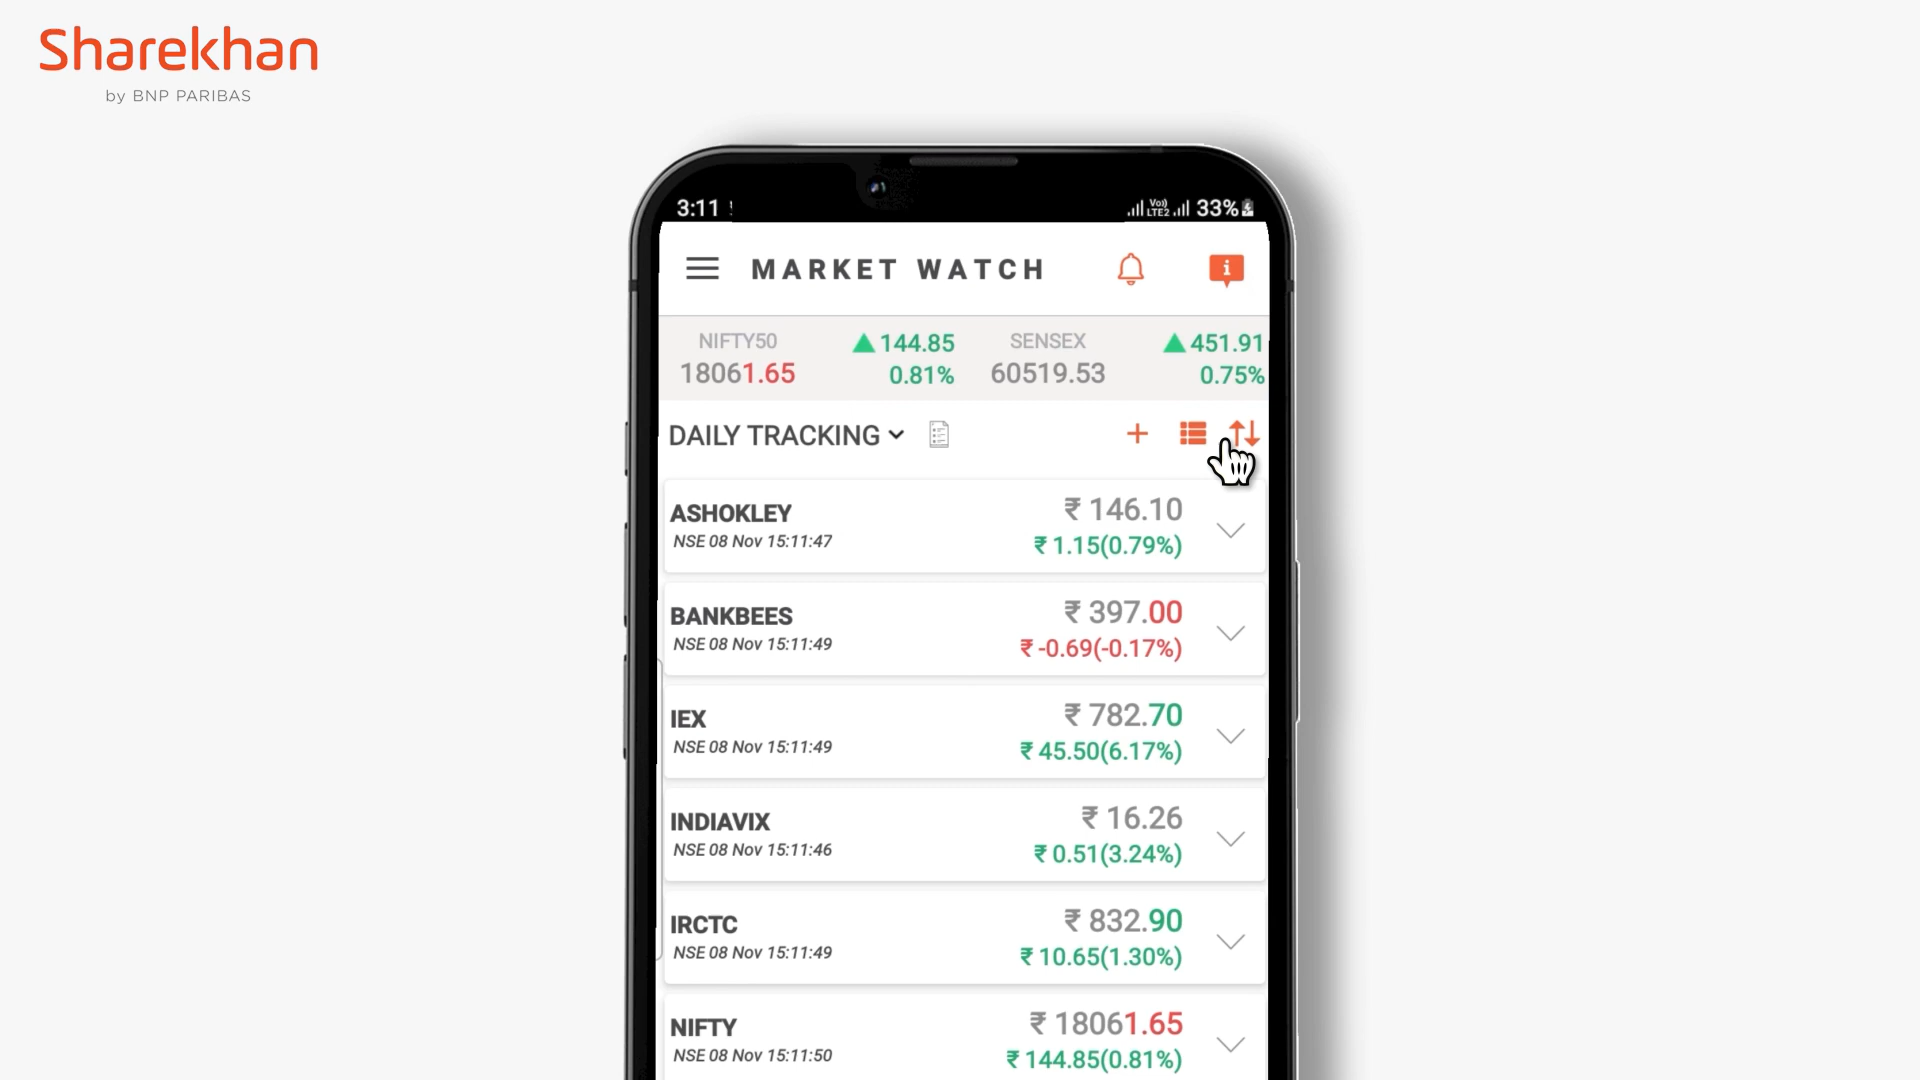 Sharekhan
by BNP PARIBAS
3:11
Vo)) LTE2 33%
MARKET WATCH
NIFTY50 144.85 SENSEX 451.91
18061.65 0.81% 60519.53 0.75%
DAILY TRACKING
ASHOKLEY ₹ 146.10
NSE 08 Nov 15:11:47 ₹ 1.15(0.79%)
BANKBEES ₹ 397.00
NSE 08 Nov 15:11:49 ₹ -0.69(-0.17%)
IEX ₹ 782.70
NSE 08 Nov 15:11:49 ₹ 45.50(6.17%)
INDIAVIX ₹ 16.26
NSE 08 Nov 15:11:46 ₹ 0.51(3.24%)
IRCTC ₹ 832.90
NSE 08 Nov 15:11:49 ₹ 10.65(1.30%)
NIFTY ₹ 18061.65
NSE 08 Nov 15:11:50 ₹ 144.85(0.81%)